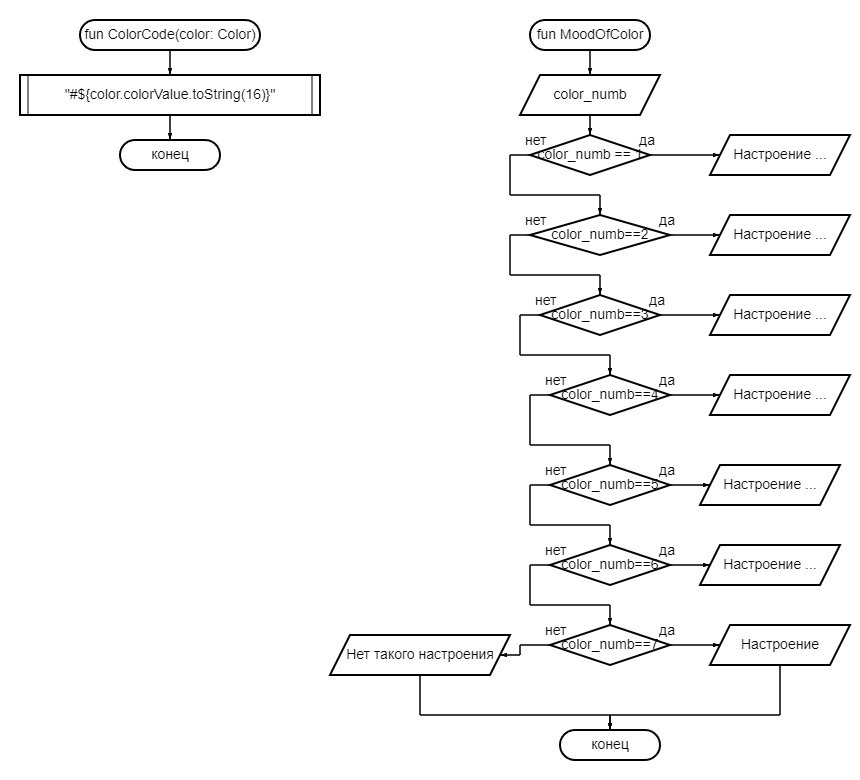 fun ColorCode(color: Color)
"#${color.colorValue.toString(16)}"
конец
fun MoodOfColor
color_numb
нет
да
color_numb == 1
Настроение ...
нет
да
color_numb==2
Настроение ...
нет
да
color_numb==3
Настроение ...
нет
да
color_numb==4
Настроение ...
нет
да
color_numb==5
Настроение ...
нет
да
color_numb==6
Настроение ...
нет
да
color_numb==7
Настроение
Нет такого настроения
конец